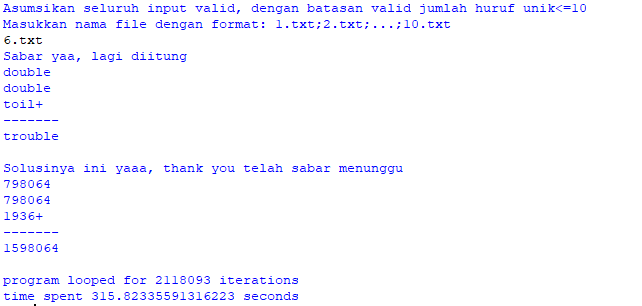 Asumsikan seluruh input valid, dengan batasan valid jumlah huruf unik<=10
Masukkan nama file dengan format: 1.txt;2.txt;...;10.txt
6.txt
Sabar yaa, lagi diitung
double
double
toil+
-------
trouble
Solusinya ini yaaa, thank you telah sabar menunggu
798064
798064
1936+
-------
1598064
program looped for 2118093 iterations
time spent 315.82335591316223 seconds